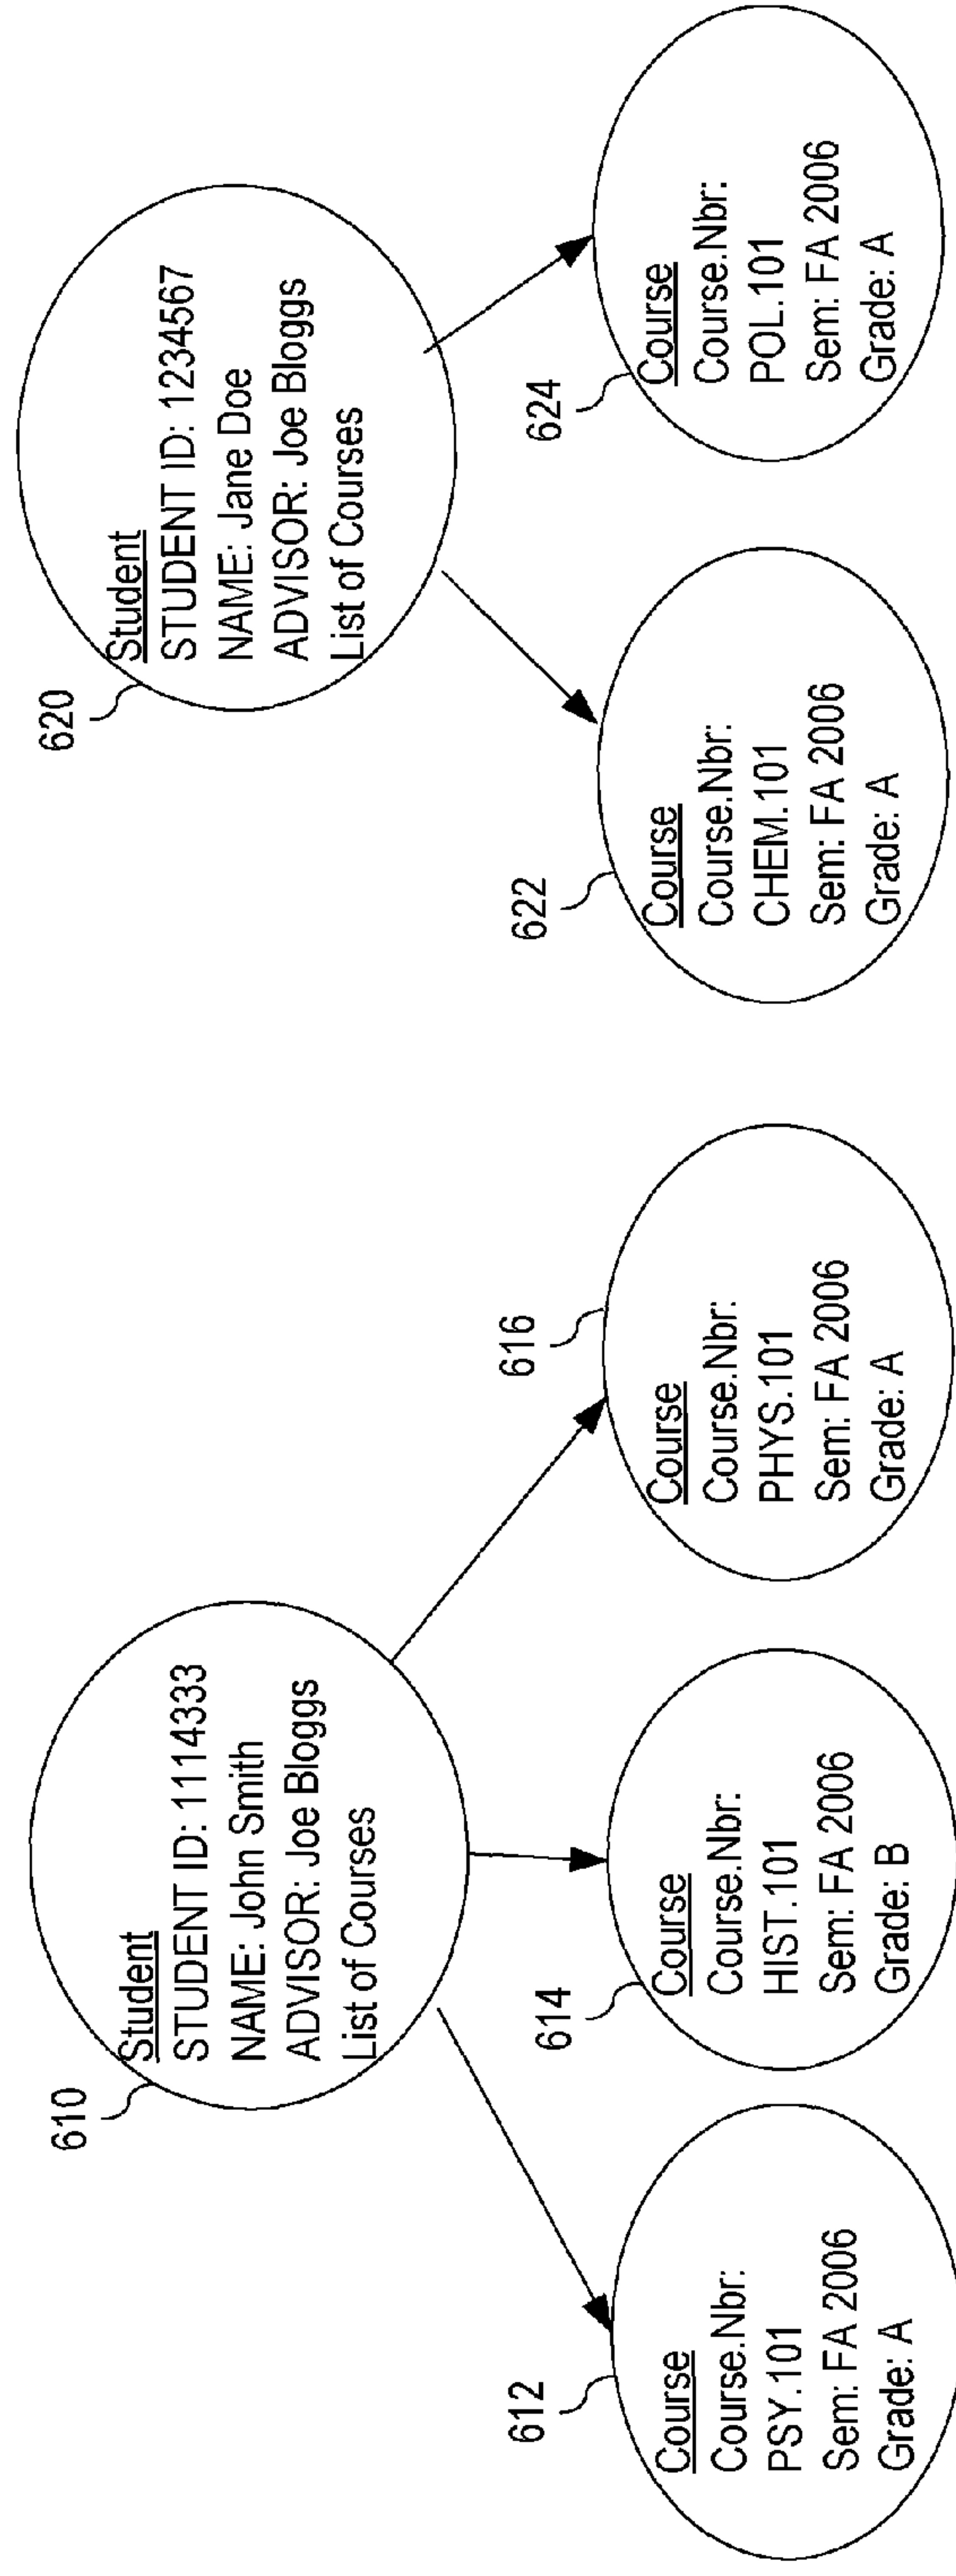 610
Student
STUDENT ID: 1114333
NAME: John Smith
ADVISOR: Joe Bloggs
List of Courses
612
Course
Course.Nbr:
PSY.101
Sem: FA 2006
Grade: A
614
Course
Course.Nbr:
HIST.101
Sem: FA 2006
Grade: B
616
Course
Course.Nbr:
PHYS.101
Sem: FA 2006
Grade: A
620
Student
STUDENT ID: 1234567
NAME: Jane Doe
ADVISOR: Joe Bloggs
List of Courses
622
Course
Course.Nbr:
CHEM.101
Sem: FA 2006
Grade: A
624
Course
Course.Nbr:
POL.101
Sem: FA 2006
Grade: A